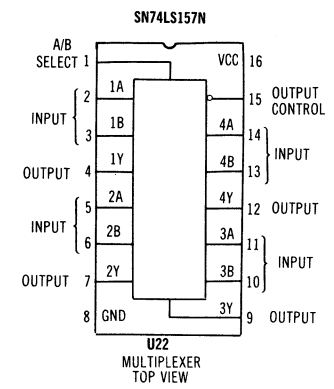 SN74LS157N
A/B
SELECT 1
VCC 16
2 1A
INPUT
3 1B
OUTPUT 4 1Y
5 2A
INPUT
6 2B
OUTPUT 7 2Y
8 GND
15 OUTPUT
CONTROL
4A 14
INPUT
4B 13
4Y 12 OUTPUT
3A 11
INPUT
3B 10
3Y 9 OUTPUT
U22
MULTIPLEXER
TOP VIEW